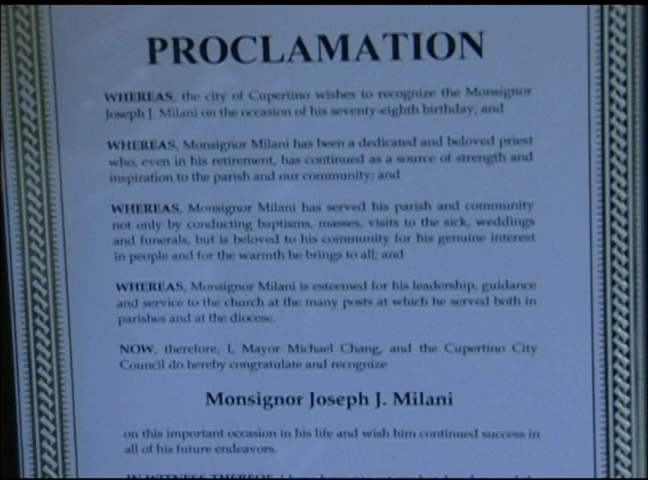 PROCLAMATION
WHEREAS, the city of Cupertino wishes to recognize the Monsignor
Joseph J. Milani on the occasion of his seventy-eighth birthday; and
WHEREAS, Monsignor Milani has been a dedicated and beloved priest
who, even in his retirement, has continued as a source of strength and
inspiration to the parish and our community; and
WHEREAS, Monsignor Milani has served his parish and community
not only by conducting baptisms, masses, visits to the sick, weddings
and funerals, but is beloved to his community for his genuine interest
in people and for the warmth he brings to all; and
WHEREAS, Monsignor Milani is esteemed for his leadership, guidance
and service to the church at the many posts at which he served both in
parishes and at the diocese.
NOW, therefore, I, Mayor Michael Chang, and the Cupertino City
Council do hereby congratulate and recognize
Monsignor Joseph J. Milani
on this important occasion in his life and wish him continued success in
all of his future endeavors.
IN WITNESS THEREOF, I